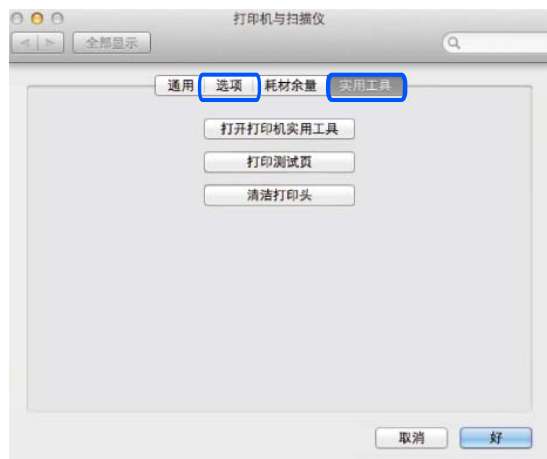 打印机与扫描仪
全部显示
通用 选项 耗材余量 实用工具
打开打印机实用工具
打印测试页
清洁打印头
取消 好